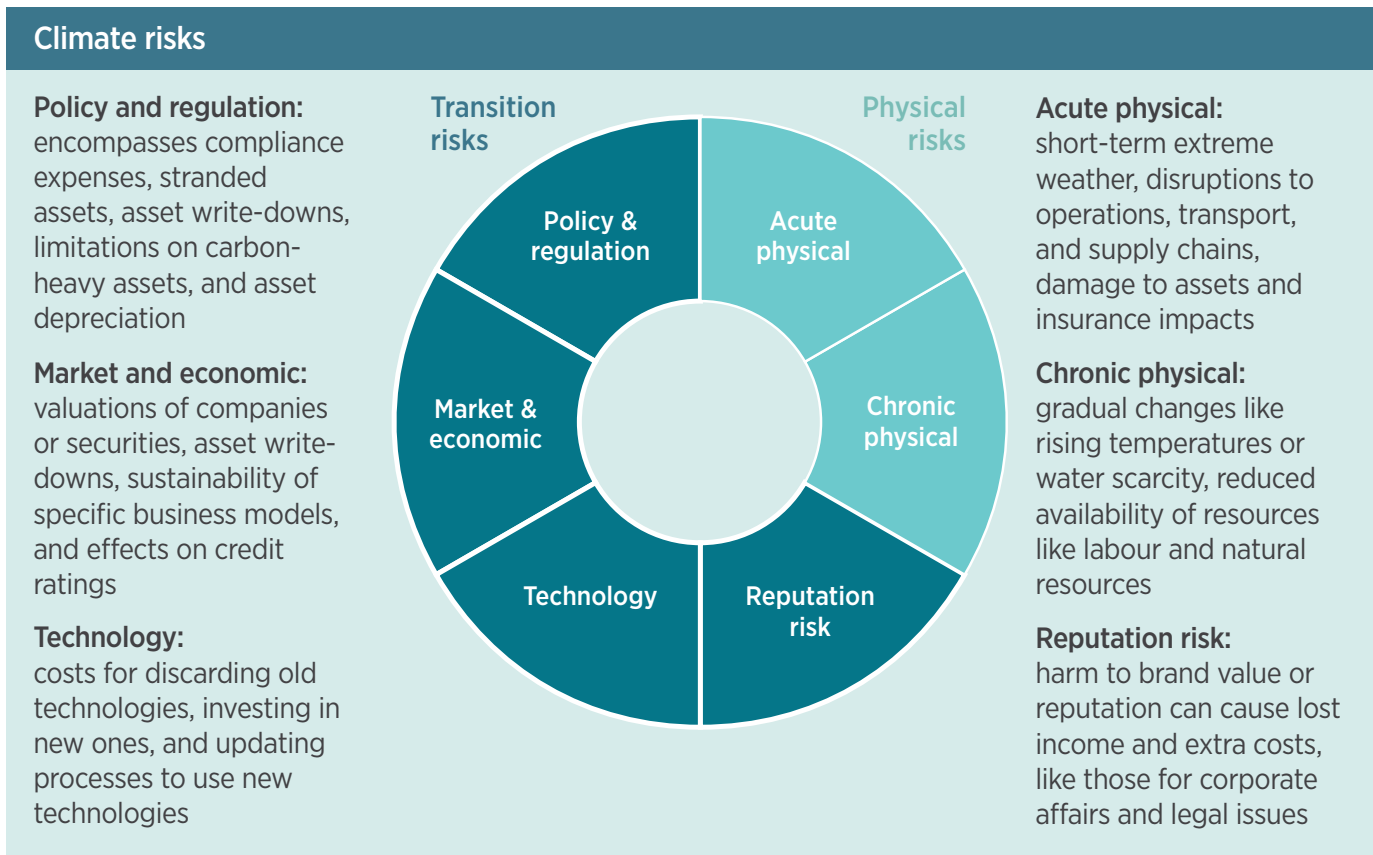 Climate risks
Policy and regulation:
encompasses compliance
expenses, stranded
assets, asset write-downs,
limitations on carbon-
heavy assets, and asset
depreciation
Market and economic:
valuations of companies
or securities, asset write-
downs, sustainability of
specific business models,
and effects on credit
ratings
Technology:
costs for discarding old
technologies, investing in
new ones, and updating
processes to use new
technologies
Transition
risks
Physical
risks
Policy &
regulation
Acute
physical
Market &
economic
Chronic
physical
Technology
Reputation
risk
Acute physical:
short-term extreme
weather, disruptions to
operations, transport,
and supply chains,
damage to assets and
insurance impacts
Chronic physical:
gradual changes like
rising temperatures or
water scarcity, reduced
availability of resources
like labour and natural
resources
Reputation risk:
harm to brand value or
reputation can cause lost
income and extra costs,
like those for corporate
affairs and legal issues